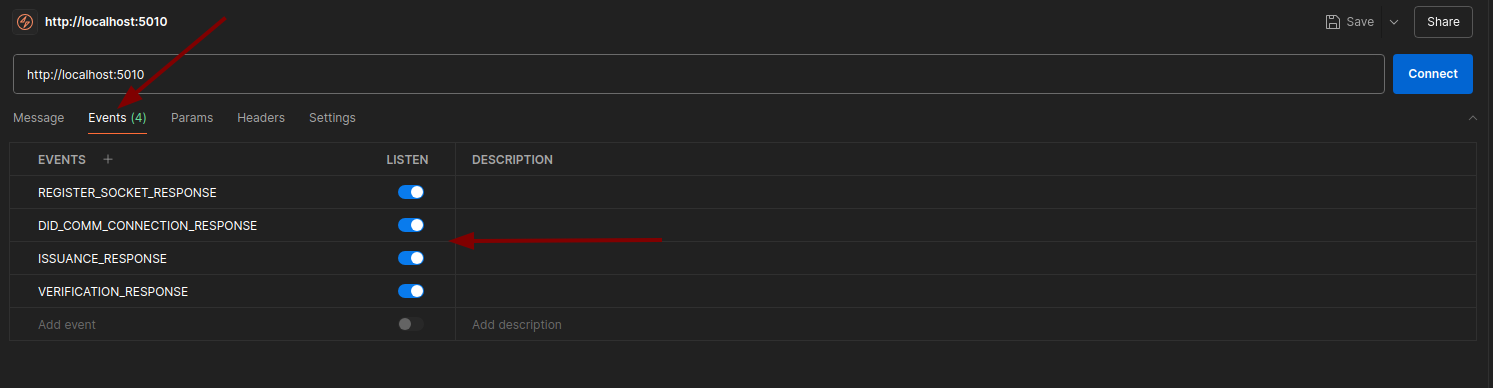 http://localhost:5010
Save
Share
http://localhost:5010
Connect
Message Events (4) Params Headers Settings
EVENTS + LISTEN DESCRIPTION
REGISTER_SOCKET_RESPONSE
DID_COMM_CONNECTION_RESPONSE
ISSUANCE_RESPONSE
VERIFICATION_RESPONSE
Add event Add description